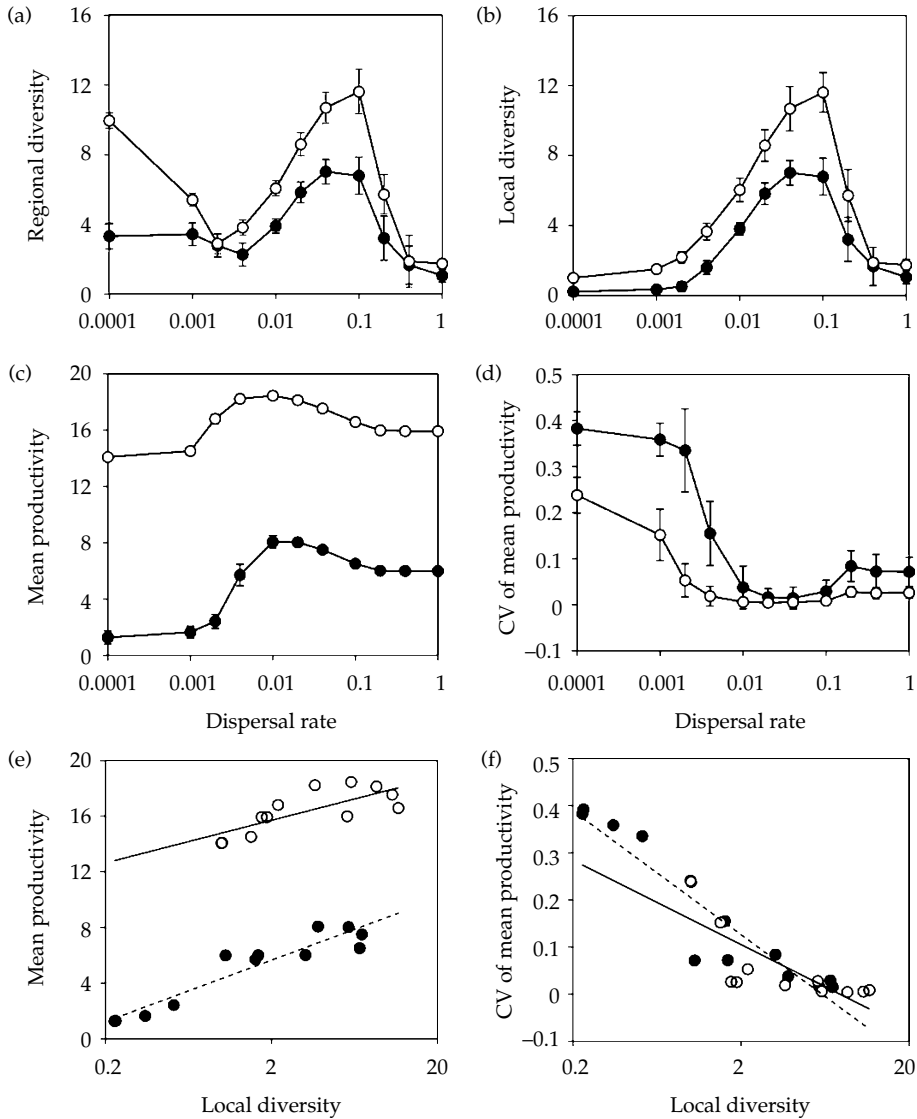 (a)
16
12
8
4
0
Regional diversity
0.0001 0.001 0.01 0.1 1
(b)
16
12
8
4
0
Local diversity
0.0001 0.001 0.01 0.1 1
(c)
20
16
12
8
4
0
Mean productivity
0.0001 0.001 0.01 0.1 1
Dispersal rate
(d)
0.5
0.4
0.3
0.2
0.1
0
–0.1
CV of mean productivity
0.0001 0.001 0.01 0.1 1
Dispersal rate
(e)
20
16
12
8
4
0
Mean productivity
0.2 2 20
Local diversity
(f)
0.5
0.4
0.3
0.2
0.1
0
–0.1
CV of mean productivity
0.2 2 20
Local diversity